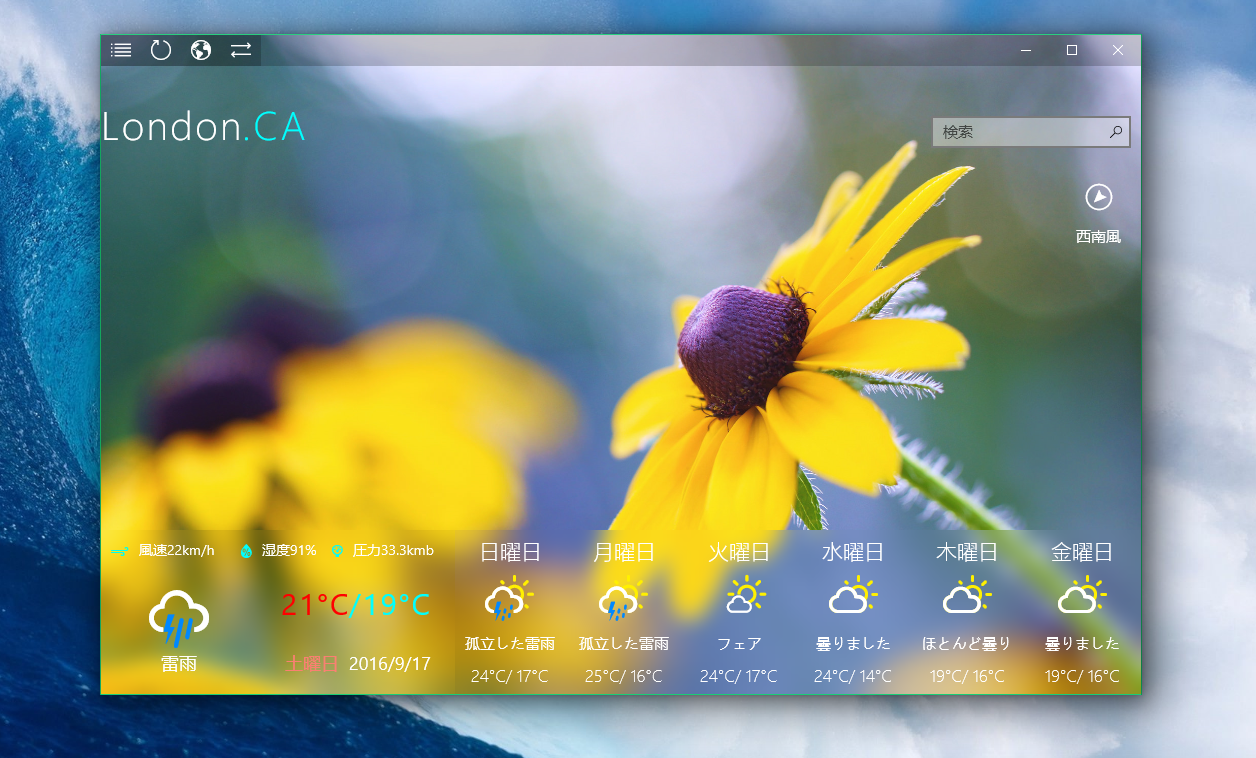 London.CA
検索
西南風
風速22km/h 湿度91% 圧力33.3kmb
21°C/19°C
雷雨
土曜日 2016/9/17
日曜日 月曜日 火曜日 水曜日 木曜日 金曜日
孤立した雷雨 孤立した雷雨 フェア 曇りました ほとんど曇り 曇りました
24°C/ 17°C 25°C/ 16°C 24°C/ 17°C 24°C/ 14°C 19°C/ 16°C 19°C/ 16°C